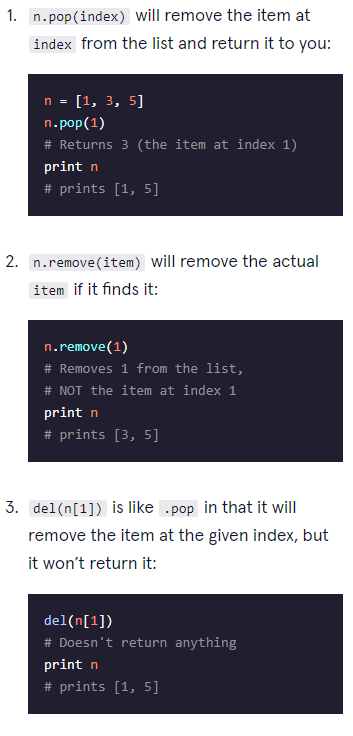 1. n.pop(index) will remove the item at
index from the list and return it to you:
n = [1, 3, 5]
n.pop(1)
# Returns 3 (the item at index 1)
print n
# prints [1, 5]
2. n.remove(item) will remove the actual
item if it finds it:
n.remove(1)
# Removes 1 from the list,
# NOT the item at index 1
print n
# prints [3, 5]
3. del(n[1]) is like .pop in that it will
remove the item at the given index, but
it won’t return it:
del(n[1])
# Doesn't return anything
print n
# prints [1, 5]